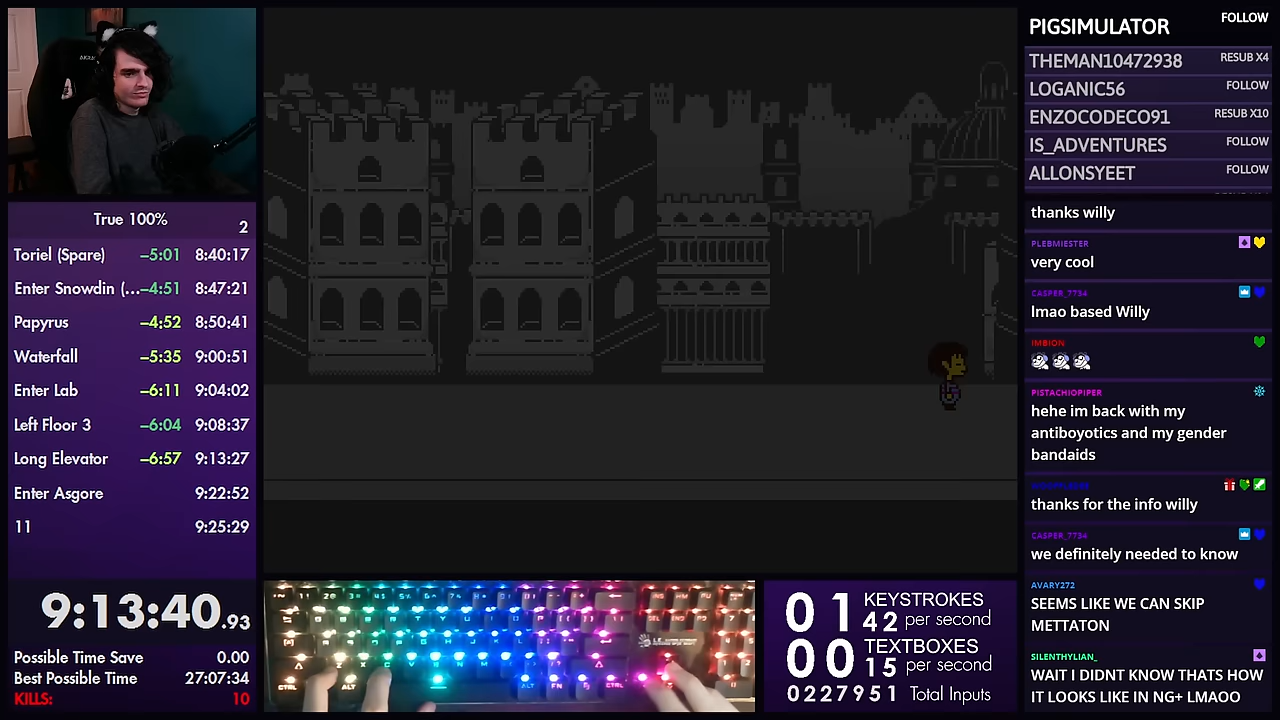 True 100%
2
Toriel (Spare) –5:01 8:40:17
Enter Snowdin (... –4:51 8:47:21
Papyrus –4:52 8:50:41
Waterfall –5:35 9:00:51
Enter Lab –6:11 9:04:02
Left Floor 3 –6:04 9:08:37
Long Elevator –6:57 9:13:27
Enter Asgore 9:22:52
11 9:25:29
9:13:40.93
Possible Time Save 0.00
Best Possible Time 27:07:34
KILLS: 10
01 KEYSTROKES
42 per second
00 TEXTBOXES
15 per second
0227951 Total Inputs
PIGSIMULATOR FOLLOW
THEMAN10472938 RESUB X4
LOGANIC56 FOLLOW
ENZOCODECO91 RESUB X10
IS_ADVENTURES FOLLOW
ALLONSYEET FOLLOW
thanks willy
PLEBMIESTER
very cool
CASPER_7734
lmao based Willy
IMBION
PISTACHIOPIPER
hehe im back with my
antiboyotics and my gender
bandaids
thanks for the info willy
CASPER_7734
we definitely needed to know
AVARY272
SEEMS LIKE WE CAN SKIP
METTATON
SILENTHYLIAN_
WAIT I DIDNT KNOW THATS HOW
IT LOOKS LIKE IN NG+ LMAOO